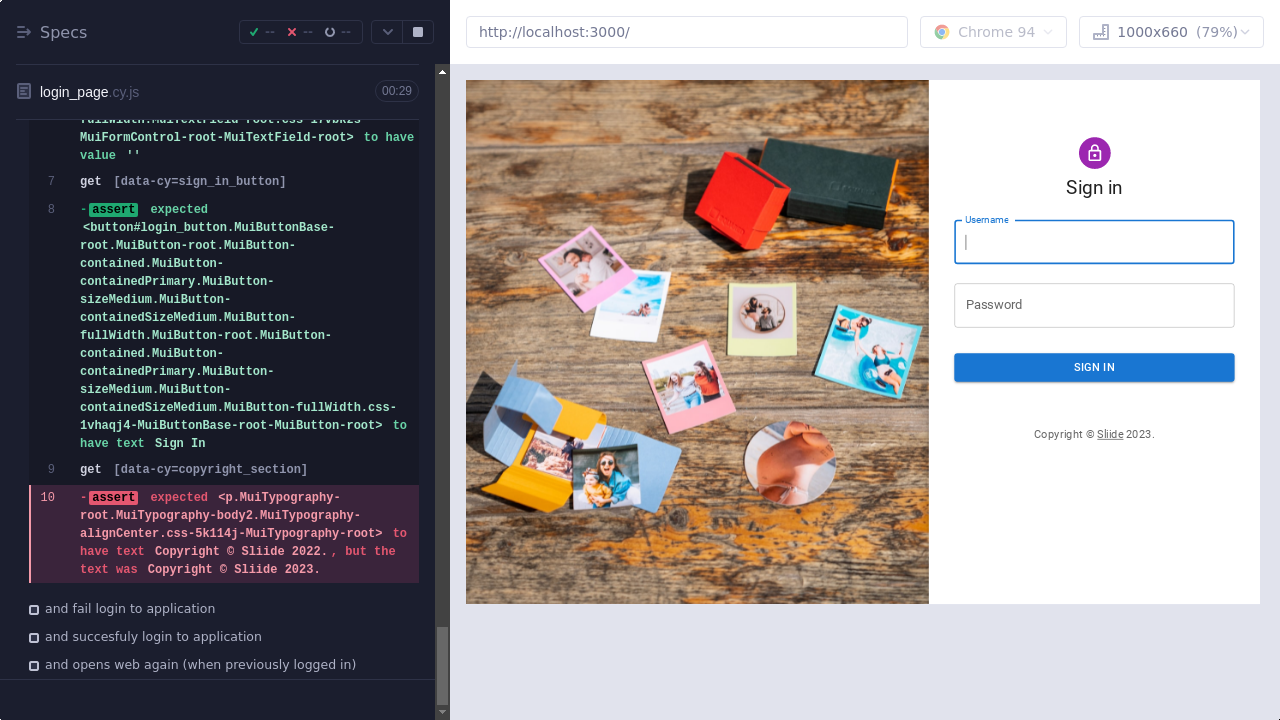 Specs
-- -- --
http://localhost:3000/
Chrome 94
1000x660 (79%)
login_page.cy.js
00:29
MuiFormControl-root-MuiTextField-root> to have
value ''
7 get [data-cy=sign_in_button]
8 -assert expected
<button#login_button.MuiButtonBase-
root.MuiButton-root.MuiButton-
contained.MuiButton-
containedPrimary.MuiButton-
sizeMedium.MuiButton-
containedSizeMedium.MuiButton-
fullWidth.MuiButton-root.MuiButton-
contained.MuiButton-
containedPrimary.MuiButton-
sizeMedium.MuiButton-
containedSizeMedium.MuiButton-fullWidth.css-
1vhaqj4-MuiButtonBase-root-MuiButton-root> to
have text Sign In
9 get [data-cy=copyright_section]
10 -assert expected <p.MuiTypography-
root.MuiTypography-body2.MuiTypography-
alignCenter.css-5k114j-MuiTypography-root> to
have text Copyright © Sliide 2022. , but the
text was Copyright © Sliide 2023.
and fail login to application
and succesfuly login to application
and opens web again (when previously logged in)
Sign in
Username
Password
SIGN IN
Copyright © Sliide 2023.